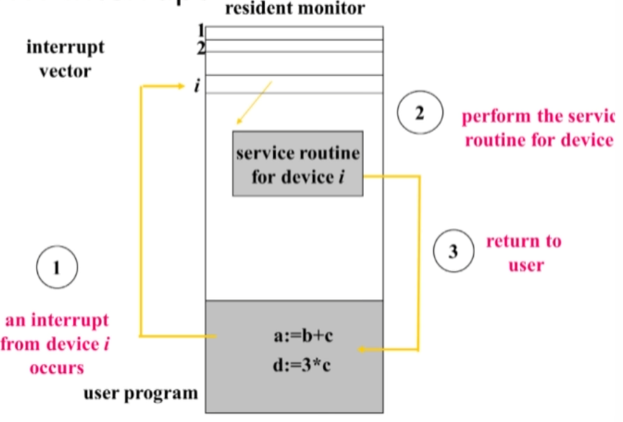 resident monitor
1
2
interrupt
vector
i
2
perform the servic
routine for device
service routine
for device i
3
return to
user
1
an interrupt
from device i
occurs
a:=b+c
d:=3*c
user program